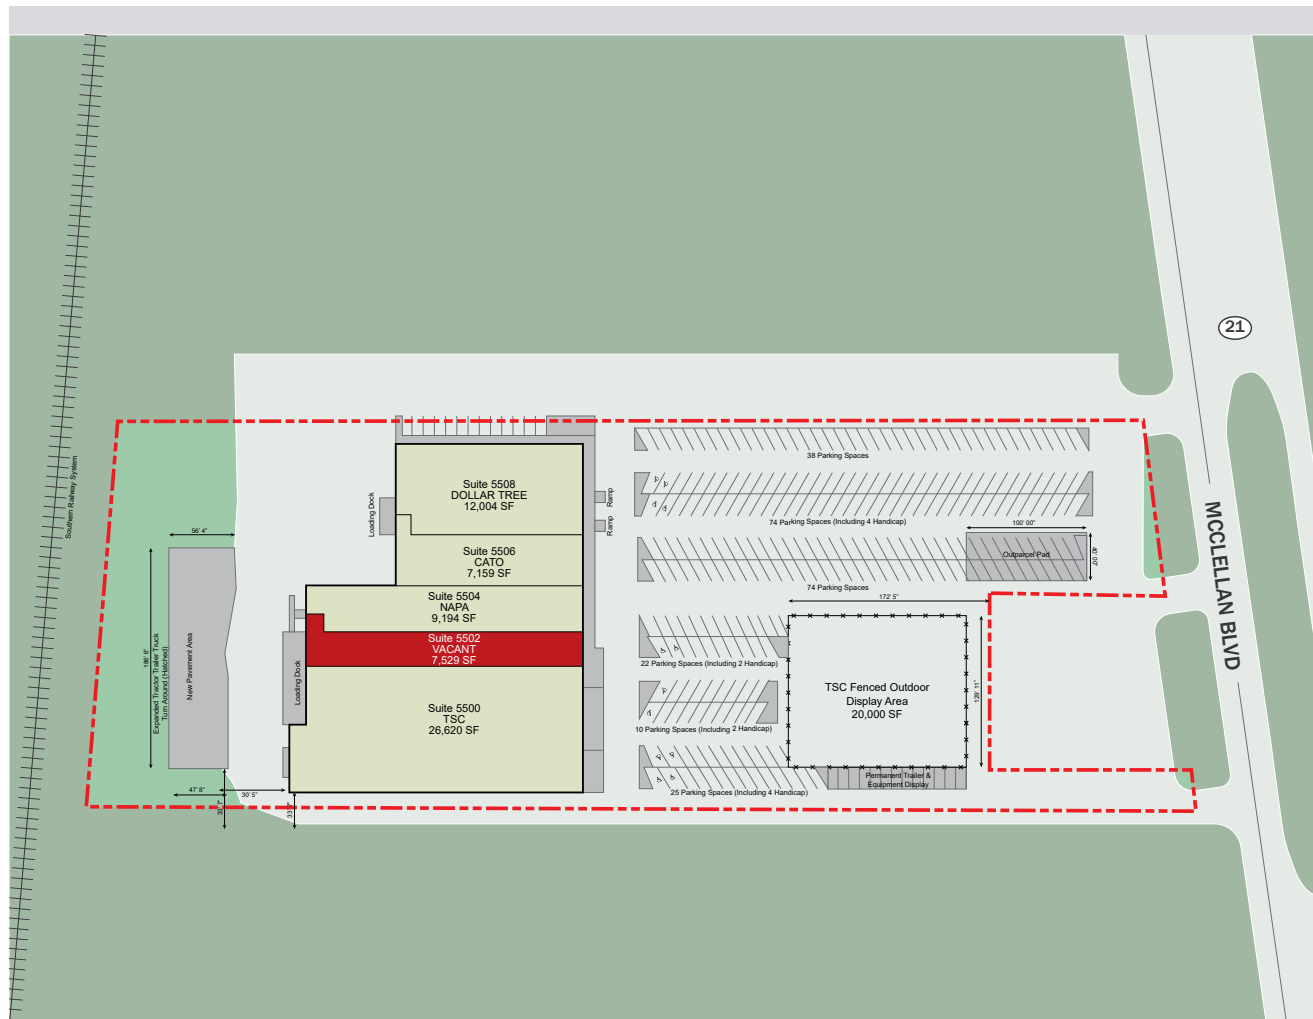 21
MCCLELLAN BLVD
Southern Railway System
Suite 5508
DOLLAR TREE
12,004 SF
Loading Dock
Ramp
Ramp
Suite 5506
CATO
7,159 SF
Suite 5504
NAPA
9,194 SF
Suite 5502
VACANT
7,529 SF
Loading Dock
Suite 5500
TSC
26,620 SF
38 Parking Spaces
74 Parking Spaces (Including 4 Handicap)
100' 00"
Outparcel Pad
40' 00"
74 Parking Spaces
172' 5"
22 Parking Spaces (Including 2 Handicap)
TSC Fenced Outdoor
Display Area
20,000 SF
129' 11"
10 Parking Spaces (Including 2 Handicap)
Permanent Trailer &
Equipment Display
25 Parking Spaces (Including 4 Handicap)
56' 4"
Expanded Tractor Trailer Truck
Turn Around (Hatched)
New Pavement Area
47' 8"
30' 5"